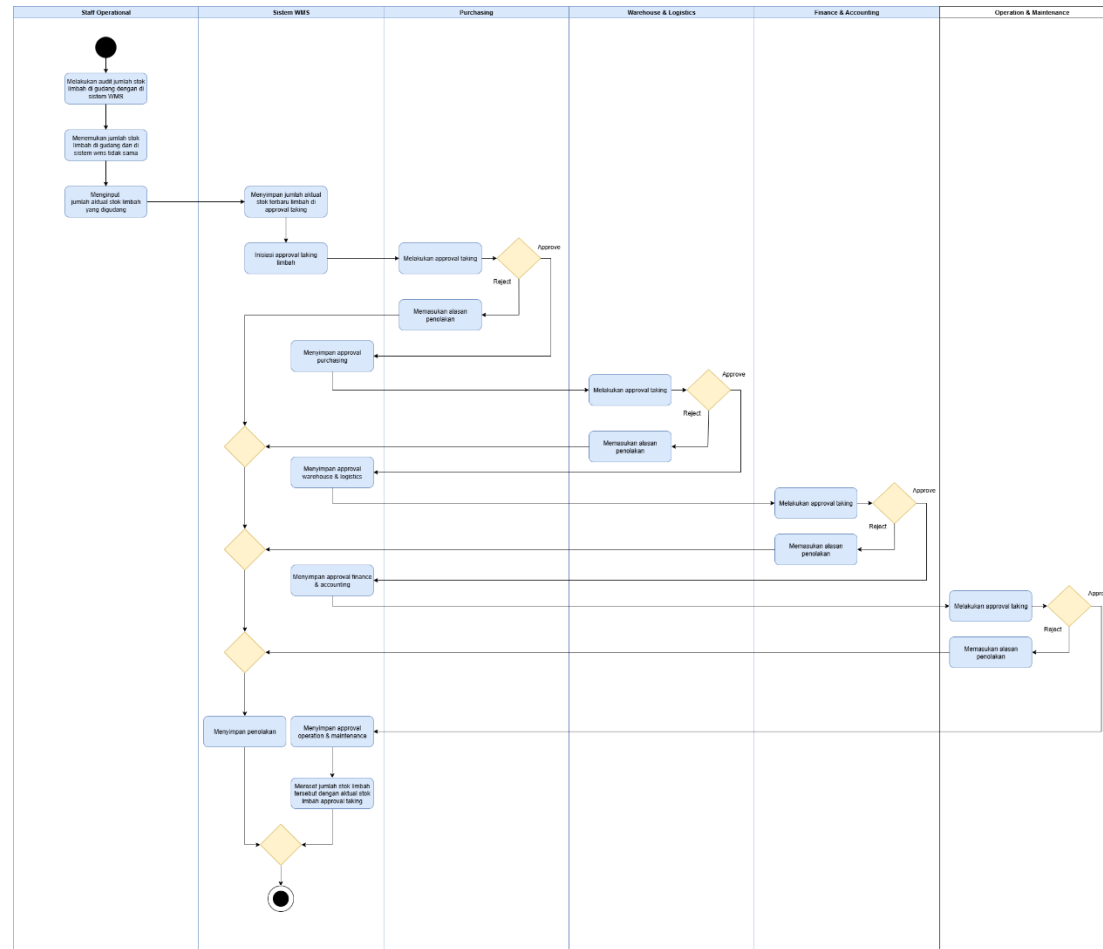 Staff Operational
Sistem WMS
Purchasing
Warehouse & Logistics
Finance & Accounting
Operation & Maintenance
Melakukan audit jumlah stok
limbah di gudang dengan di
sistem WMS
Menemukan jumlah stok
limbah di gudang dan di
sistem wms tidak sama
Menginput
jumlah aktual stok limbah
yang digudang
Menyimpan jumlah aktual
stok terbaru limbah di
approval taking
Inisiasi approval taking
limbah
Melakukan approval taking
Approve
Reject
Memasukan alasan
penolakan
Menyimpan approval
purchasing
Melakukan approval taking
Approve
Reject
Memasukan alasan
penolakan
Menyimpan approval
warehouse & logistics
Melakukan approval taking
Approve
Reject
Memasukan alasan
penolakan
Menyimpan approval finance
& accounting
Melakukan approval taking
Appro
Reject
Memasukan alasan
penolakan
Menyimpan penolakan
Menyimpan approval
operation & maintenance
Mereset jumlah stok limbah
tersebut dengan aktual stok
limbah approval taking